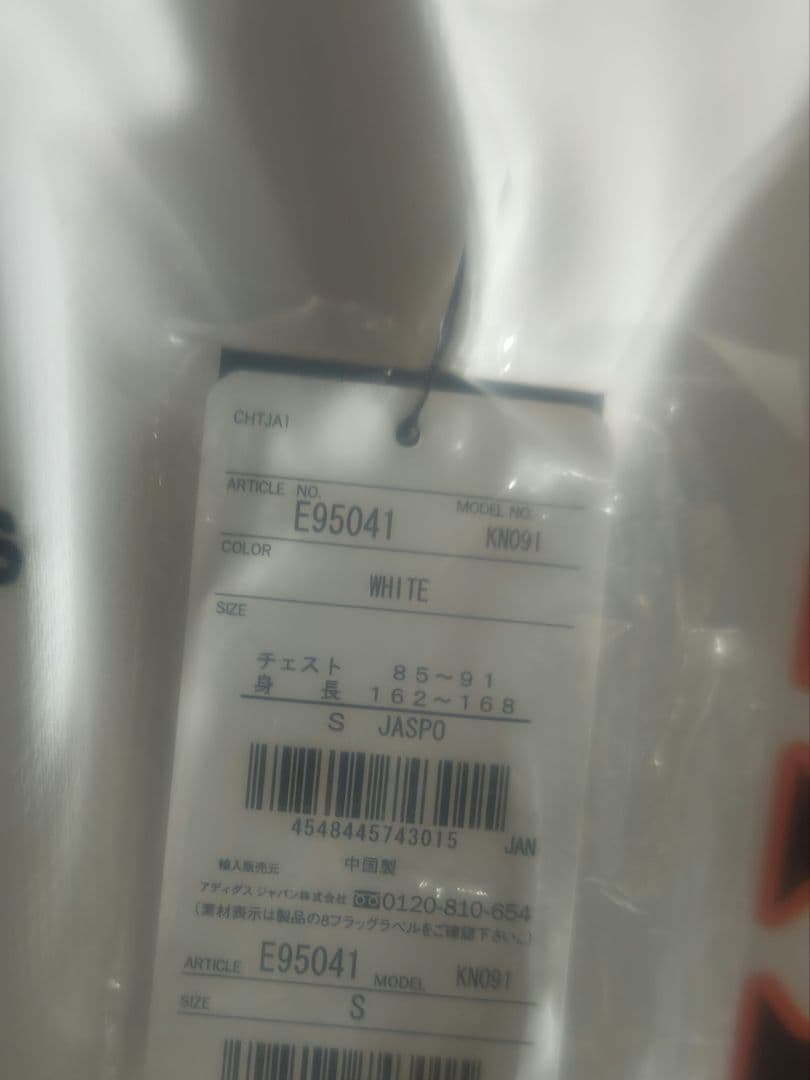 CHTJA1
ARTICLE NO. MODEL NO.
E95041 KN091
COLOR
WHITE
SIZE
チェスト 85~91
身長 162~168
S JASPO
4548445743015 JAN
輸入販売元 中国製
アディダス ジャパン株式会社 0120-810-654
(素材表示は製品の8フラッグラベルをご確認下さい。)
ARTICLE E95041 MODEL KN091
SIZE S